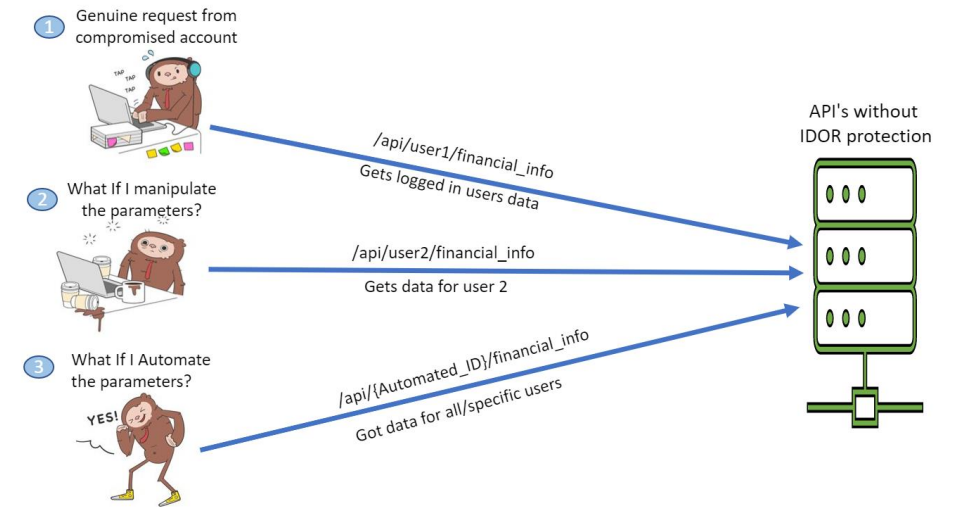 1
Genuine request from
compromised account
TAP
TAP
TAP
/api/user1/financial_info
Gets logged in users data
API's without
IDOR protection
2
What If I manipulate
the parameters?
/api/user2/financial_info
Gets data for user 2
3
What If I Automate
the parameters?
YES!
/api/{Automated_ID}/financial_info
Got data for all/specific users